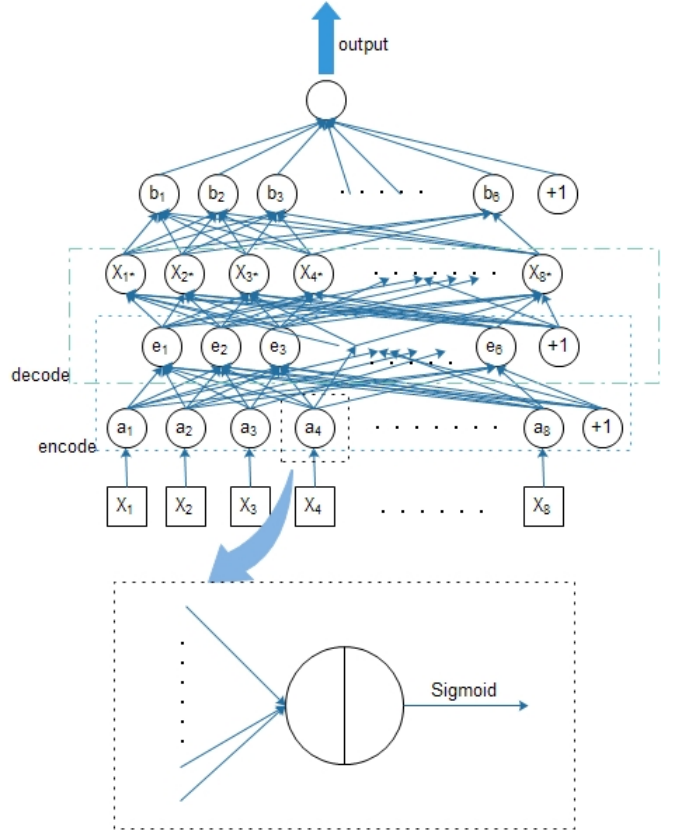 output
b₁ b₂ b₃ . . . . . b₆ +1
X₁* X₂* X₃* X₄* . . . . . . . X₈*
e₁ e₂ e₃ . . . . . . e₆ +1
decode
a₁ a₂ a₃ a₄ . . . . . . . a₈ +1
encode
X₁ X₂ X₃ X₄ . . . . . . X₈
Sigmoid